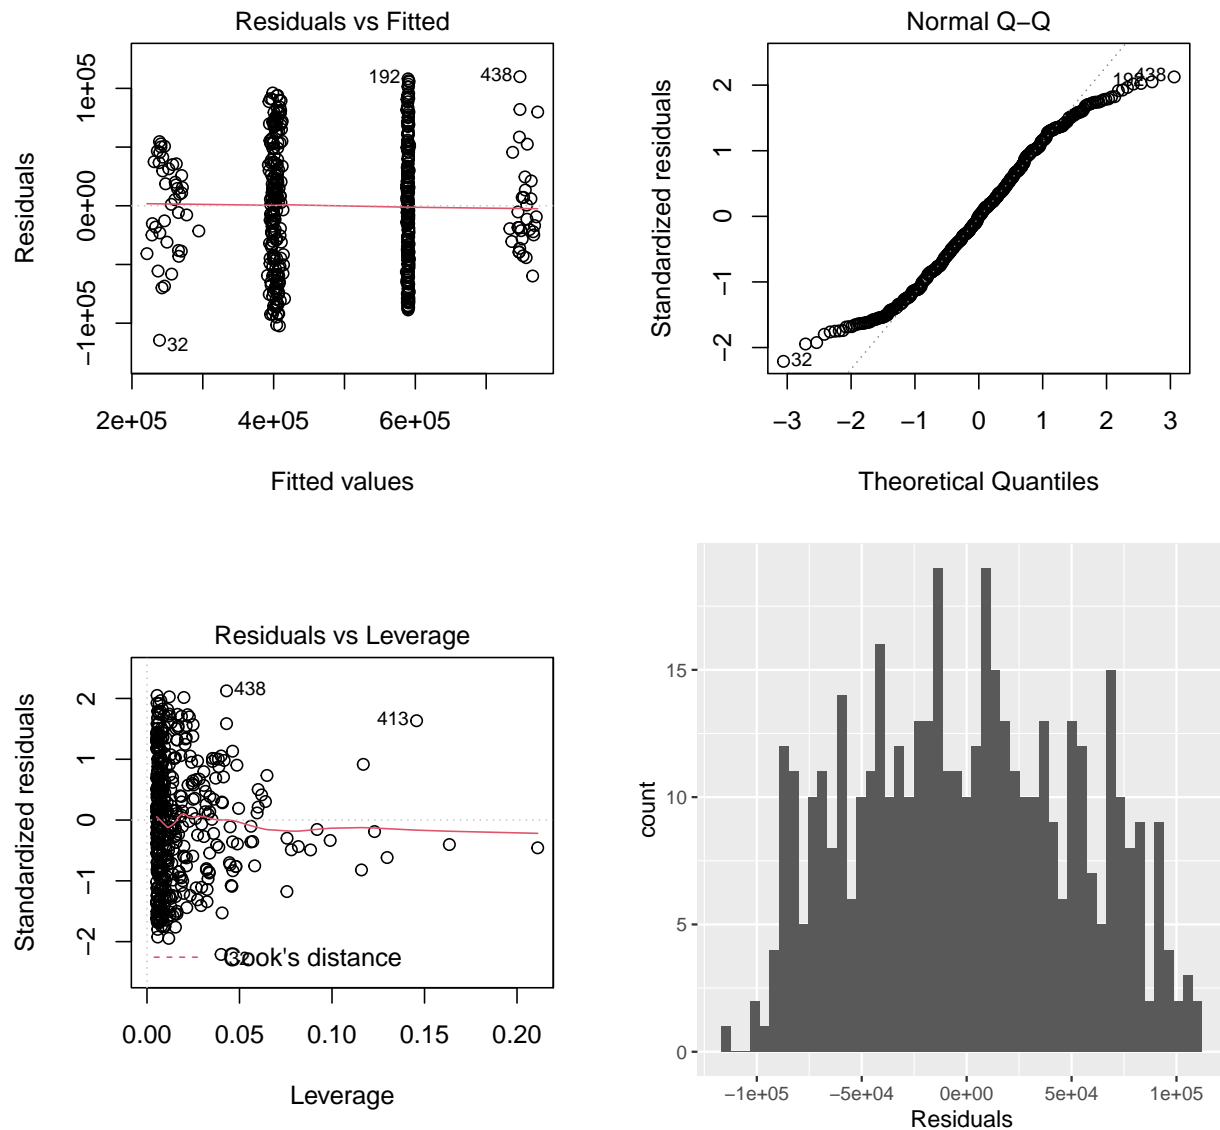 Residuals vs Fitted
Residuals
1e+05
0e+00
−1e+05
192
438
32
2e+05 4e+05 6e+05
Fitted values
Normal Q−Q
Standardized residuals
2
1
0
−1
−2
192
438
32
−3 −2 −1 0 1 2 3
Theoretical Quantiles
Residuals vs Leverage
Standardized residuals
2
1
0
−1
−2
438
413
32
Cook's distance
0.00 0.05 0.10 0.15 0.20
Leverage
count
15
10
5
0
−1e+05 −5e+04 0e+00 5e+04 1e+05
Residuals